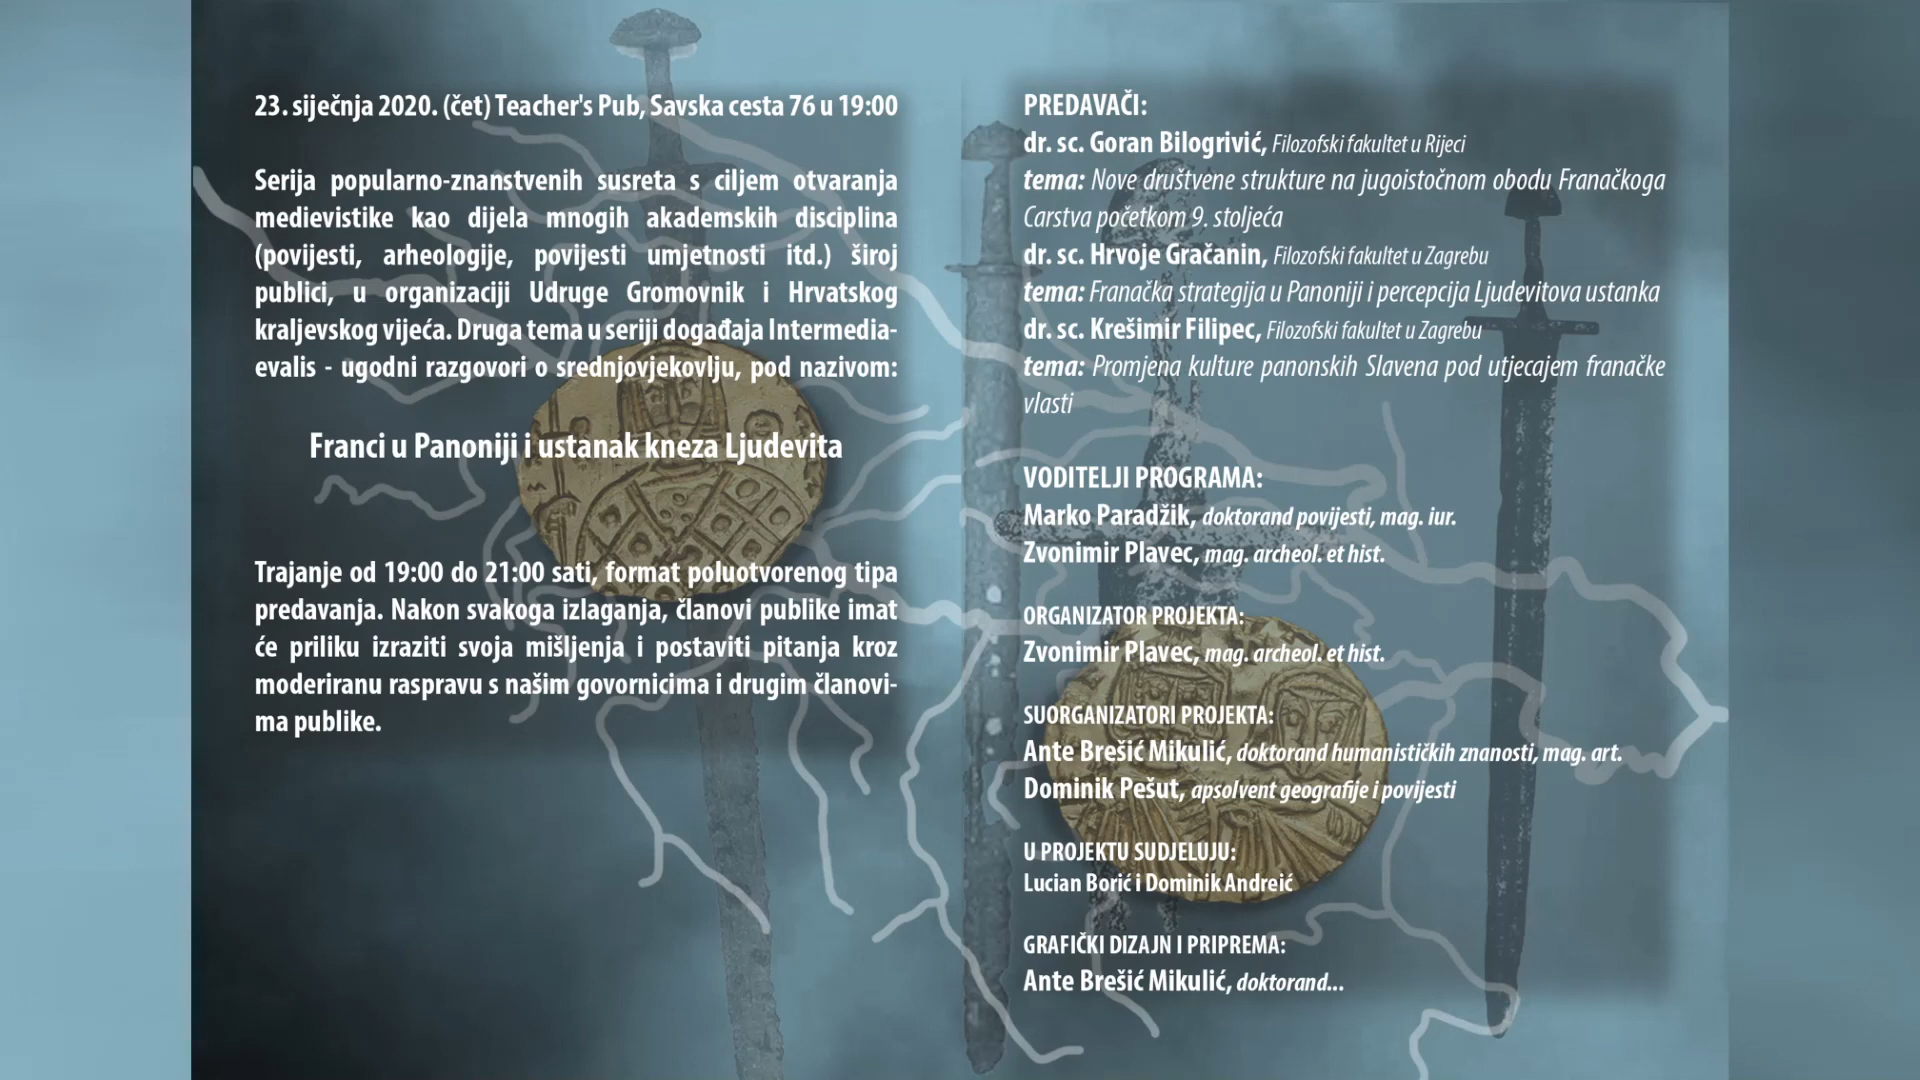 23. siječnja 2020. (čet) Teacher's Pub, Savska cesta 76 u 19:00
Serija popularno-znanstvenih susreta s ciljem otvaranja
medievistike kao dijela mnogih akademskih disciplina
(povijesti, arheologije, povijesti umjetnosti itd.) široj
publici, u organizaciji Udruge Gromovnik i Hrvatskog
kraljevskog vijeća. Druga tema u seriji događaja Intermedia-
evalis - ugodni razgovori o srednjovjekovlju, pod nazivom:
Franci u Panoniji i ustanak kneza Ljudevita
Trajanje od 19:00 do 21:00 sati, format poluotvorenog tipa
predavanja. Nakon svakoga izlaganja, članovi publike imat
će priliku izraziti svoja mišljenja i postaviti pitanja kroz
moderiranu raspravu s našim govornicima i drugim članovi-
ma publike.
PREDAVAČI:
dr. sc. Goran Bilogrivić, Filozofski fakultet u Rijeci
tema: Nove društvene strukture na jugoistočnom obodu Franačkoga
Carstva početkom 9. stoljeća
dr. sc. Hrvoje Gračanin, Filozofski fakultet u Zagrebu
tema: Franačka strategija u Panoniji i percepcija Ljudevitova ustanka
dr. sc. Krešimir Filipec, Filozofski fakultet u Zagrebu
tema: Promjena kulture panonskih Slavena pod utjecajem franačke
vlasti
VODITELJI PROGRAMA:
Marko Paradžik, doktorand povijesti, mag. iur.
Zvonimir Plavec, mag. archeol. et hist.
ORGANIZATOR PROJEKTA:
Zvonimir Plavec, mag. archeol. et hist.
SUORGANIZATORI PROJEKTA:
Ante Brešić Mikulić, doktorand humanističkih znanosti, mag. art.
Dominik Pešut, apsolvent geografije i povijesti
U PROJEKTU SUDJELUJU:
Lucian Borić i Dominik Andreić
GRAFIČKI DIZAJN I PRIPREMA:
Ante Brešić Mikulić, doktorand...